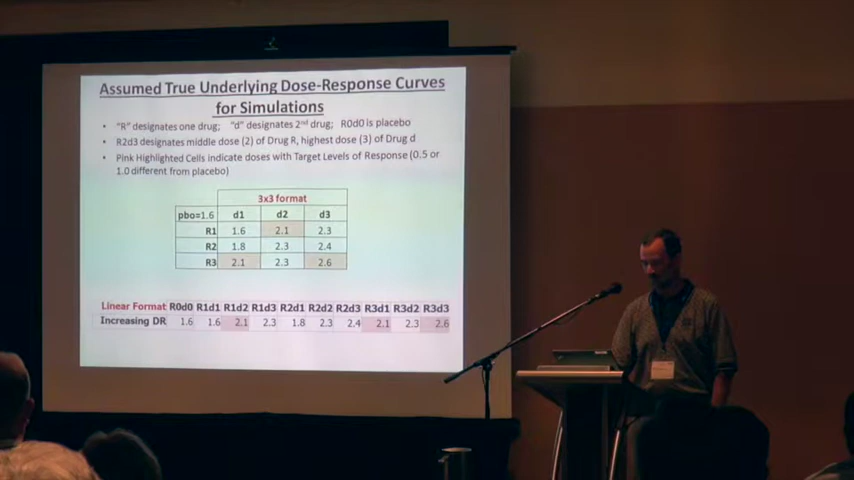 Assumed True Underlying Dose-Response Curves
for Simulations
• "R" designates one drug; "d" designates 2nd drug; R0d0 is placebo
• R2d3 designates middle dose (2) of Drug R, highest dose (3) of Drug d
• Pink Highlighted Cells indicate doses with Target Levels of Response (0.5 or
1.0 different from placebo)
3x3 format
pbo=1.6 d1 d2 d3
R1 1.6 2.1 2.3
R2 1.8 2.3 2.4
R3 2.1 2.3 2.6
Linear Format R0d0 R1d1 R1d2 R1d3 R2d1 R2d2 R2d3 R3d1 R3d2 R3d3
Increasing DR 1.6 1.6 2.1 2.3 1.8 2.3 2.4 2.1 2.3 2.6